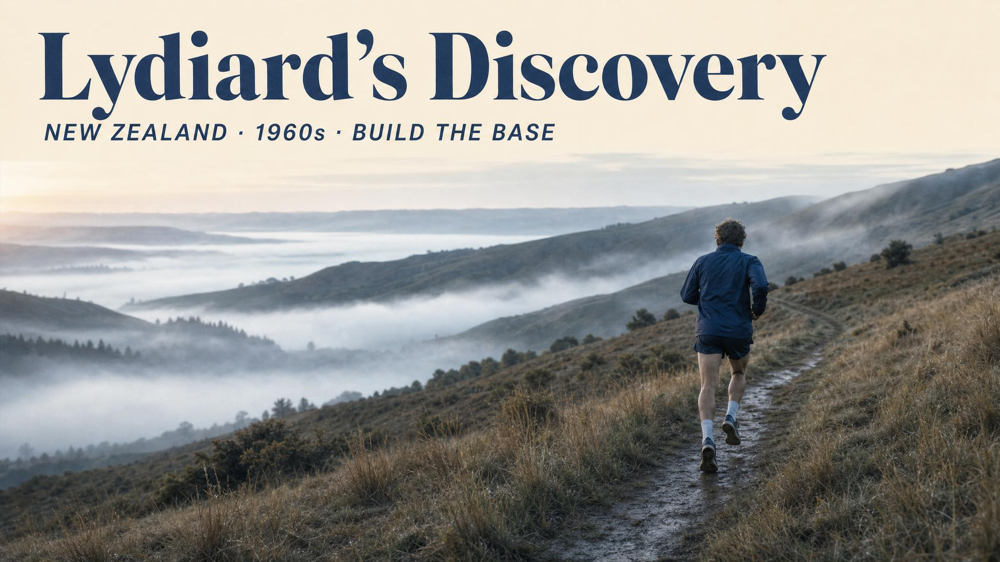 Lydiard’s Discovery
NEW ZEALAND · 1960s · BUILD THE BASE